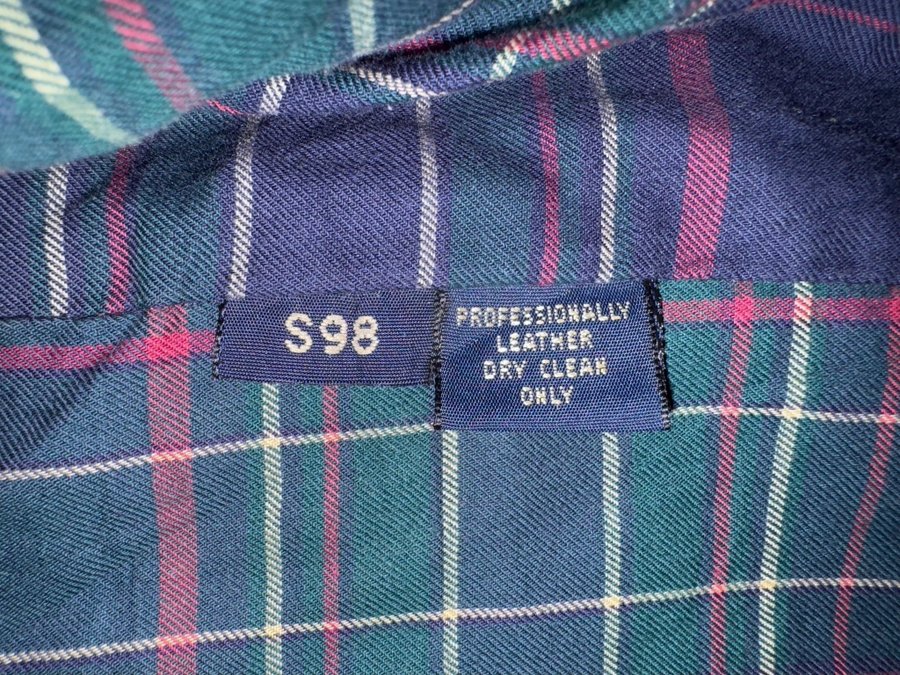 S98
PROFESSIONALLY
LEATHER
DRY CLEAN
ONLY